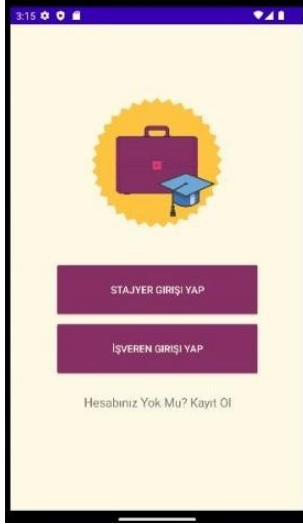 3:15
STAJYER GIRIŞI YAP
İŞVEREN GIRIŞI YAP
Hesabınız Yok Mu? Kayıt Ol